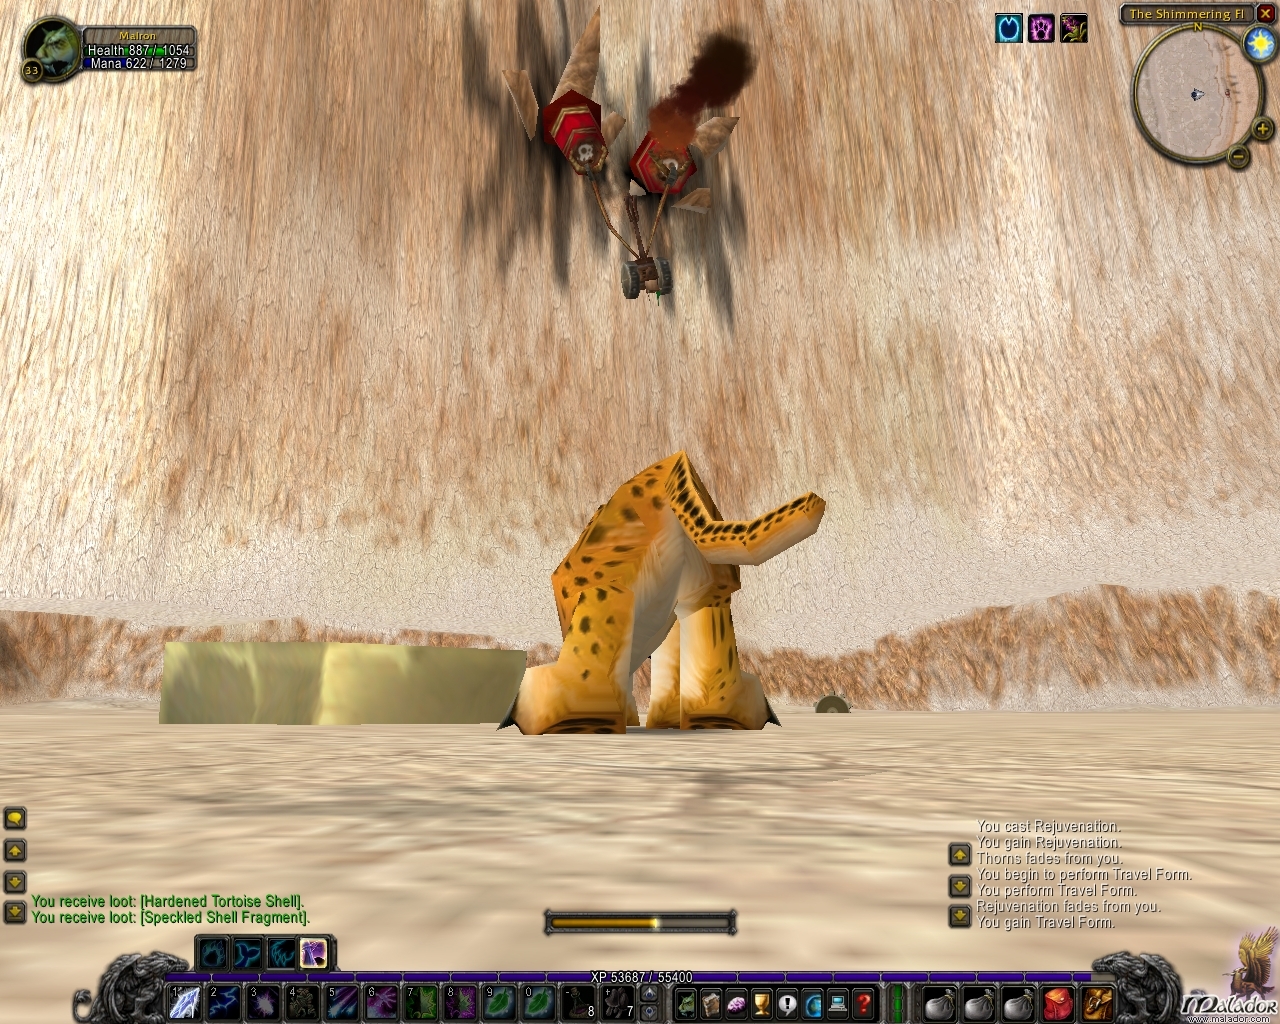 Malron
Health 887 / 1054
Mana 622 / 1279
33
The Shimmering Fl
N
You cast Rejuvenation.
You gain Rejuvenation.
Thorns fades from you.
You begin to perform Travel Form.
You perform Travel Form.
Rejuvenation fades from you.
You gain Travel Form.
You receive loot: [Hardened Tortoise Shell].
You receive loot: [Speckled Shell Fragment].
XP 53687 / 55400
1 2 3 4 5 6 7 8 9 0 - 8 + 7
Malador
www.malador.com